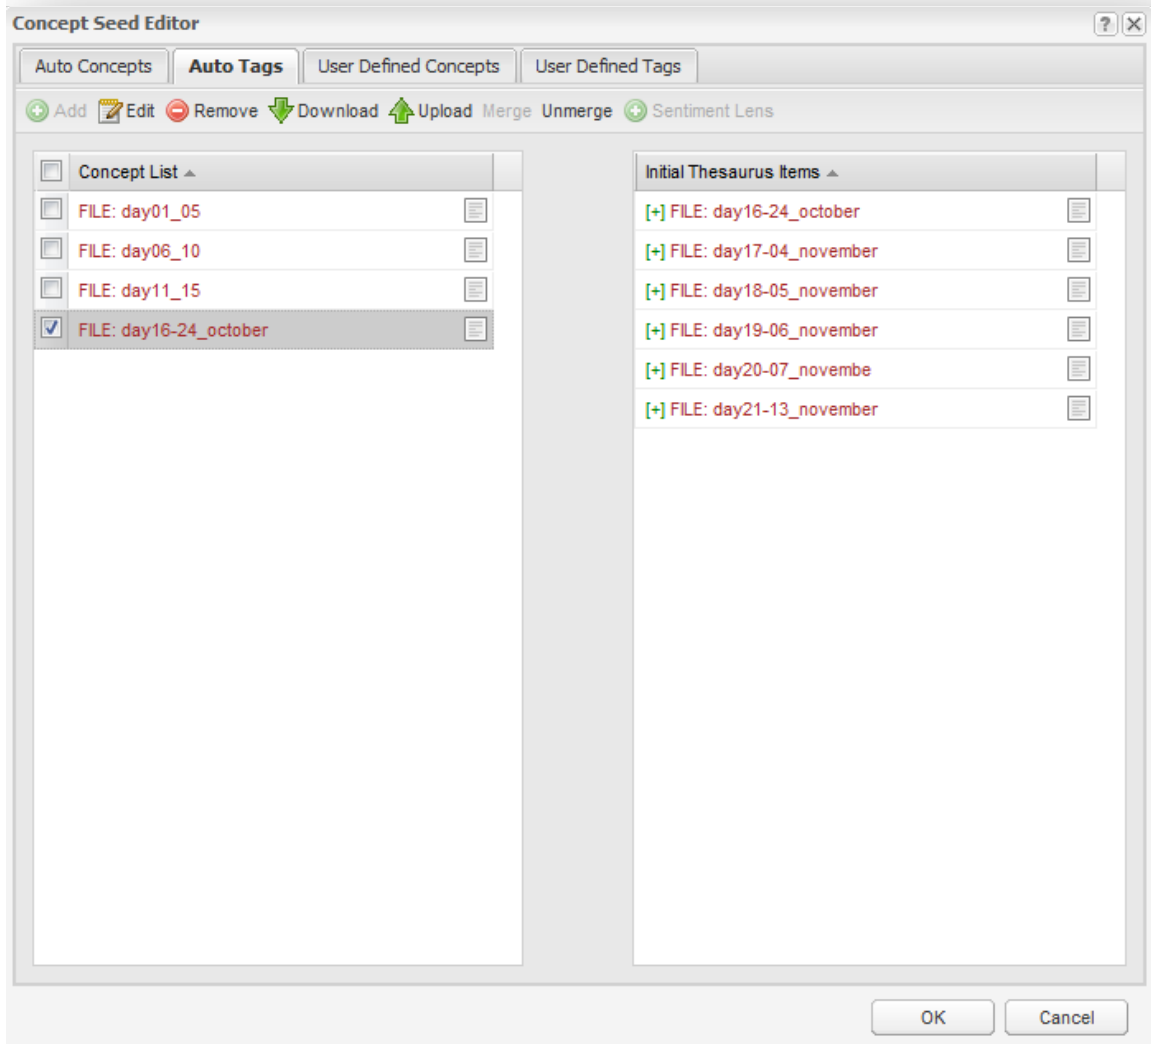 Concept Seed Editor
Auto Concepts Auto Tags User Defined Concepts User Defined Tags
Add Edit Remove Download Upload Merge Unmerge Sentiment Lens
Concept List
FILE: day01_05
FILE: day06_10
FILE: day11_15
FILE: day16-24_october
Initial Thesaurus Items
[+] FILE: day16-24_october
[+] FILE: day17-04_november
[+] FILE: day18-05_november
[+] FILE: day19-06_november
[+] FILE: day20-07_novembe
[+] FILE: day21-13_november
OK Cancel